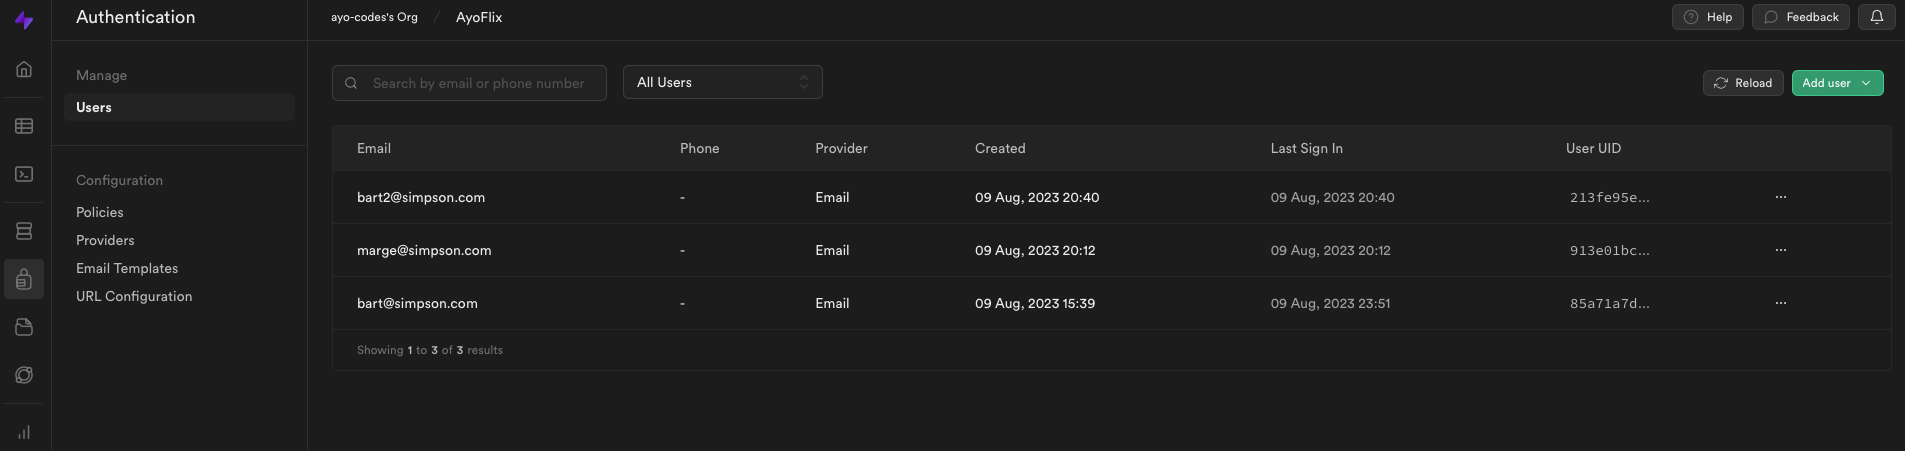 Authentication
ayo-codes's Org / AyoFlix
Help
Feedback
Manage
Users
Configuration
Policies
Providers
Email Templates
URL Configuration
Search by email or phone number
All Users
Reload
Add user
Email Phone Provider Created Last Sign In User UID
bart2@simpson.com - Email 09 Aug, 2023 20:40 09 Aug, 2023 20:40 213fe95e... ...
marge@simpson.com - Email 09 Aug, 2023 20:12 09 Aug, 2023 20:12 913e01bc... ...
bart@simpson.com - Email 09 Aug, 2023 15:39 09 Aug, 2023 23:51 85a71a7d... ...
Showing 1 to 3 of 3 results